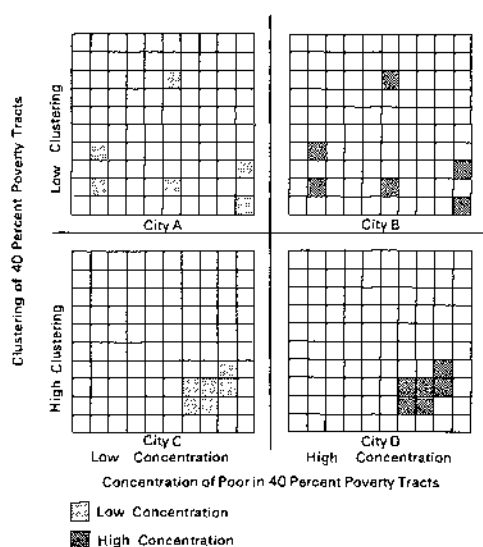 Clustering of 40 Percent Poverty Tracts
Low Clustering
City A
City B
High Clustering
City C
City D
Low Concentration
High Concentration
Concentration of Poor in 40 Percent Poverty Tracts
Low Concentration
High Concentration